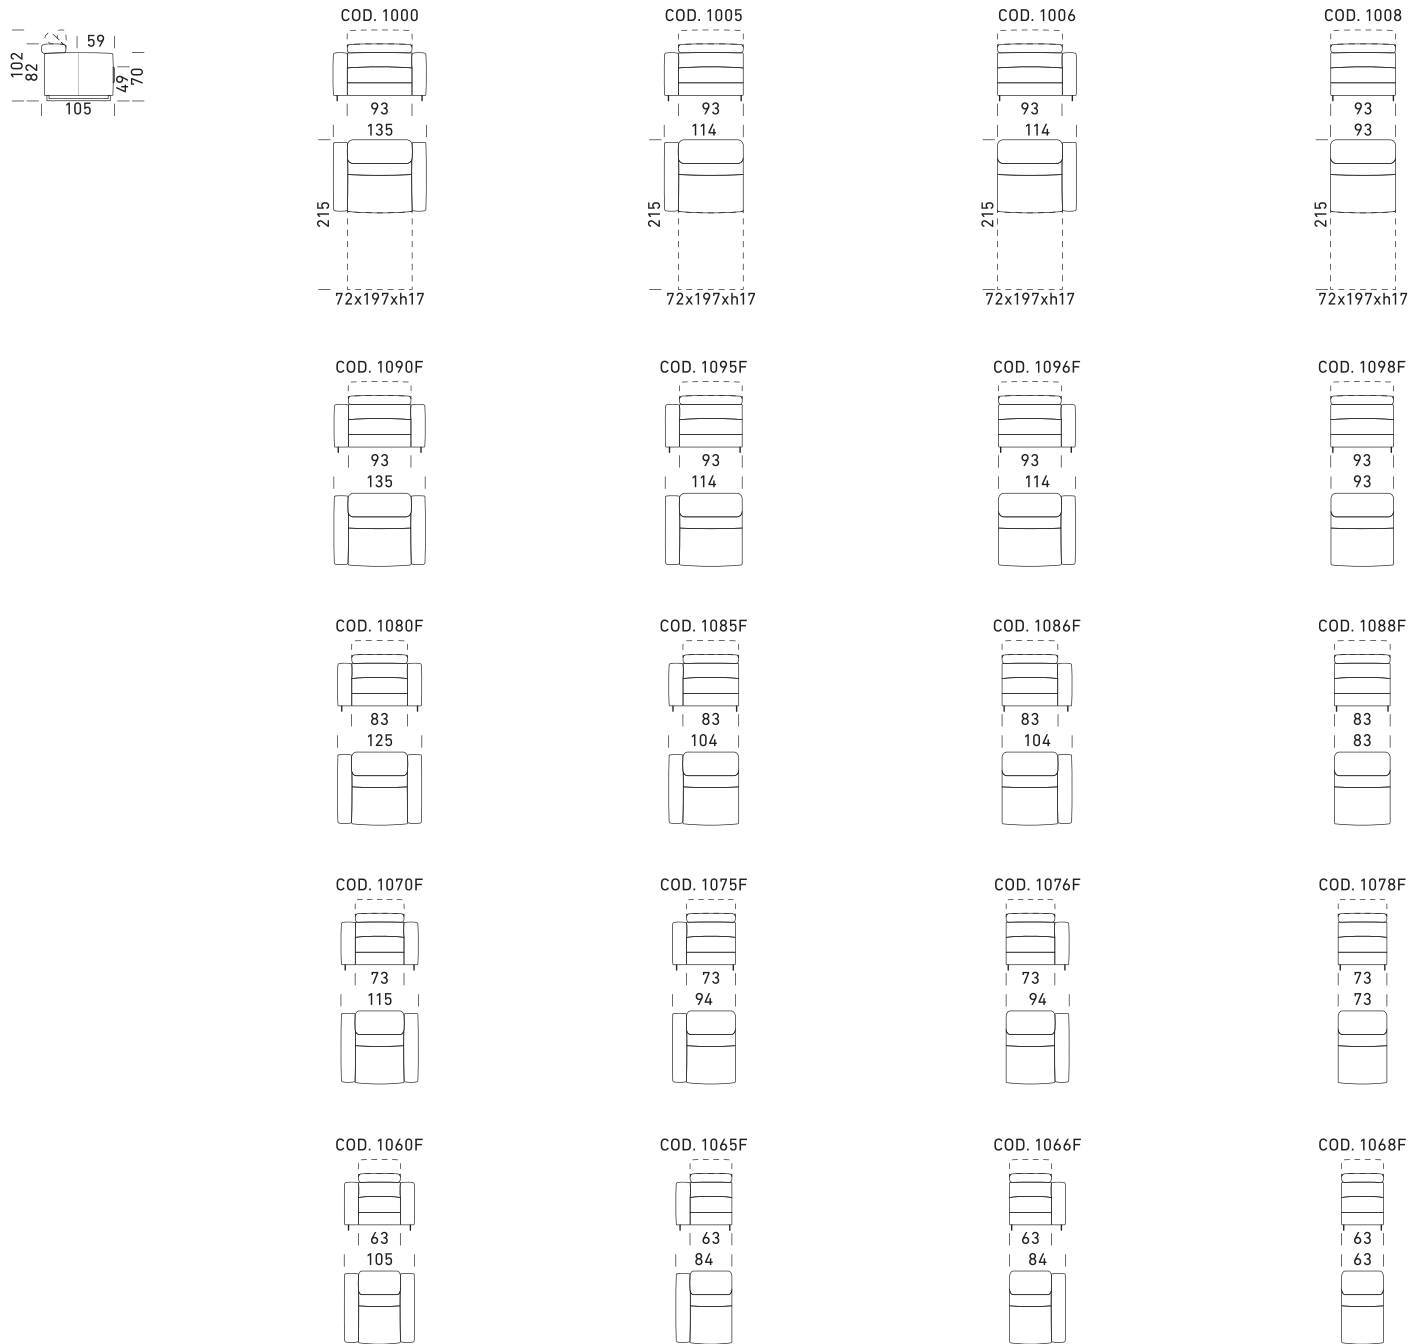 COD. 1000 COD. 1005 COD. 1006 COD. 1008
102 82 59 49 70
105
93 93 93 93
135 114 114 93
215 215 215 215
72x197xh17 72x197xh17 72x197xh17 72x197xh17
COD. 1090F COD. 1095F COD. 1096F COD. 1098F
93 93 93 93
135 114 114 93
COD. 1080F COD. 1085F COD. 1086F COD. 1088F
83 83 83 83
125 104 104 83
COD. 1070F COD. 1075F COD. 1076F COD. 1078F
73 73 73 73
115 94 94 73
COD. 1060F COD. 1065F COD. 1066F COD. 1068F
63 63 63 63
105 84 84 63